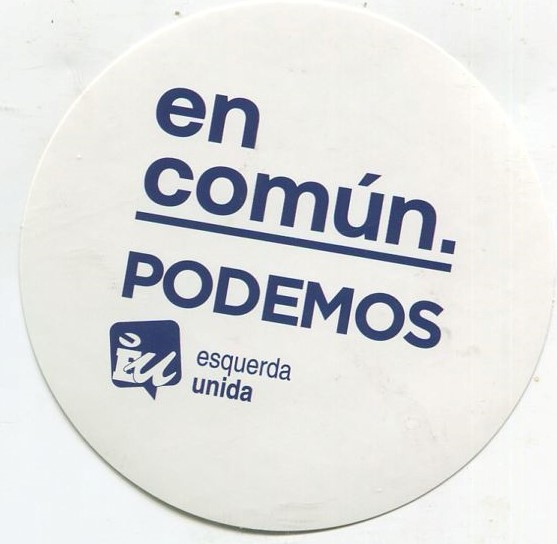 en
común.
PODEMOS
EU
esquerda
unida